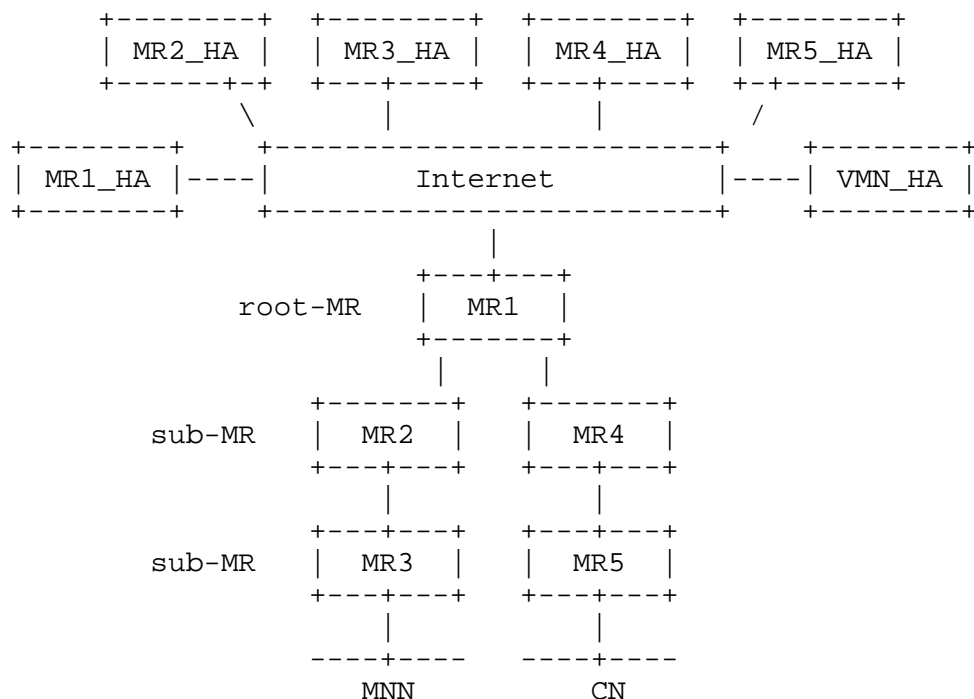 MR2_HA MR3_HA MR4_HA MR5_HA
MR1_HA Internet VMN_HA
root-MR MR1
sub-MR MR2 MR4
sub-MR MR3 MR5
MNN CN